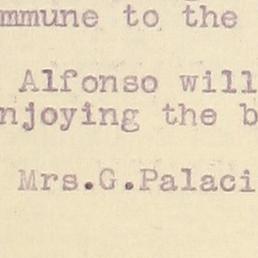 mmune to the
Alfonso will
njoying the b
Mrs.G.Palaci